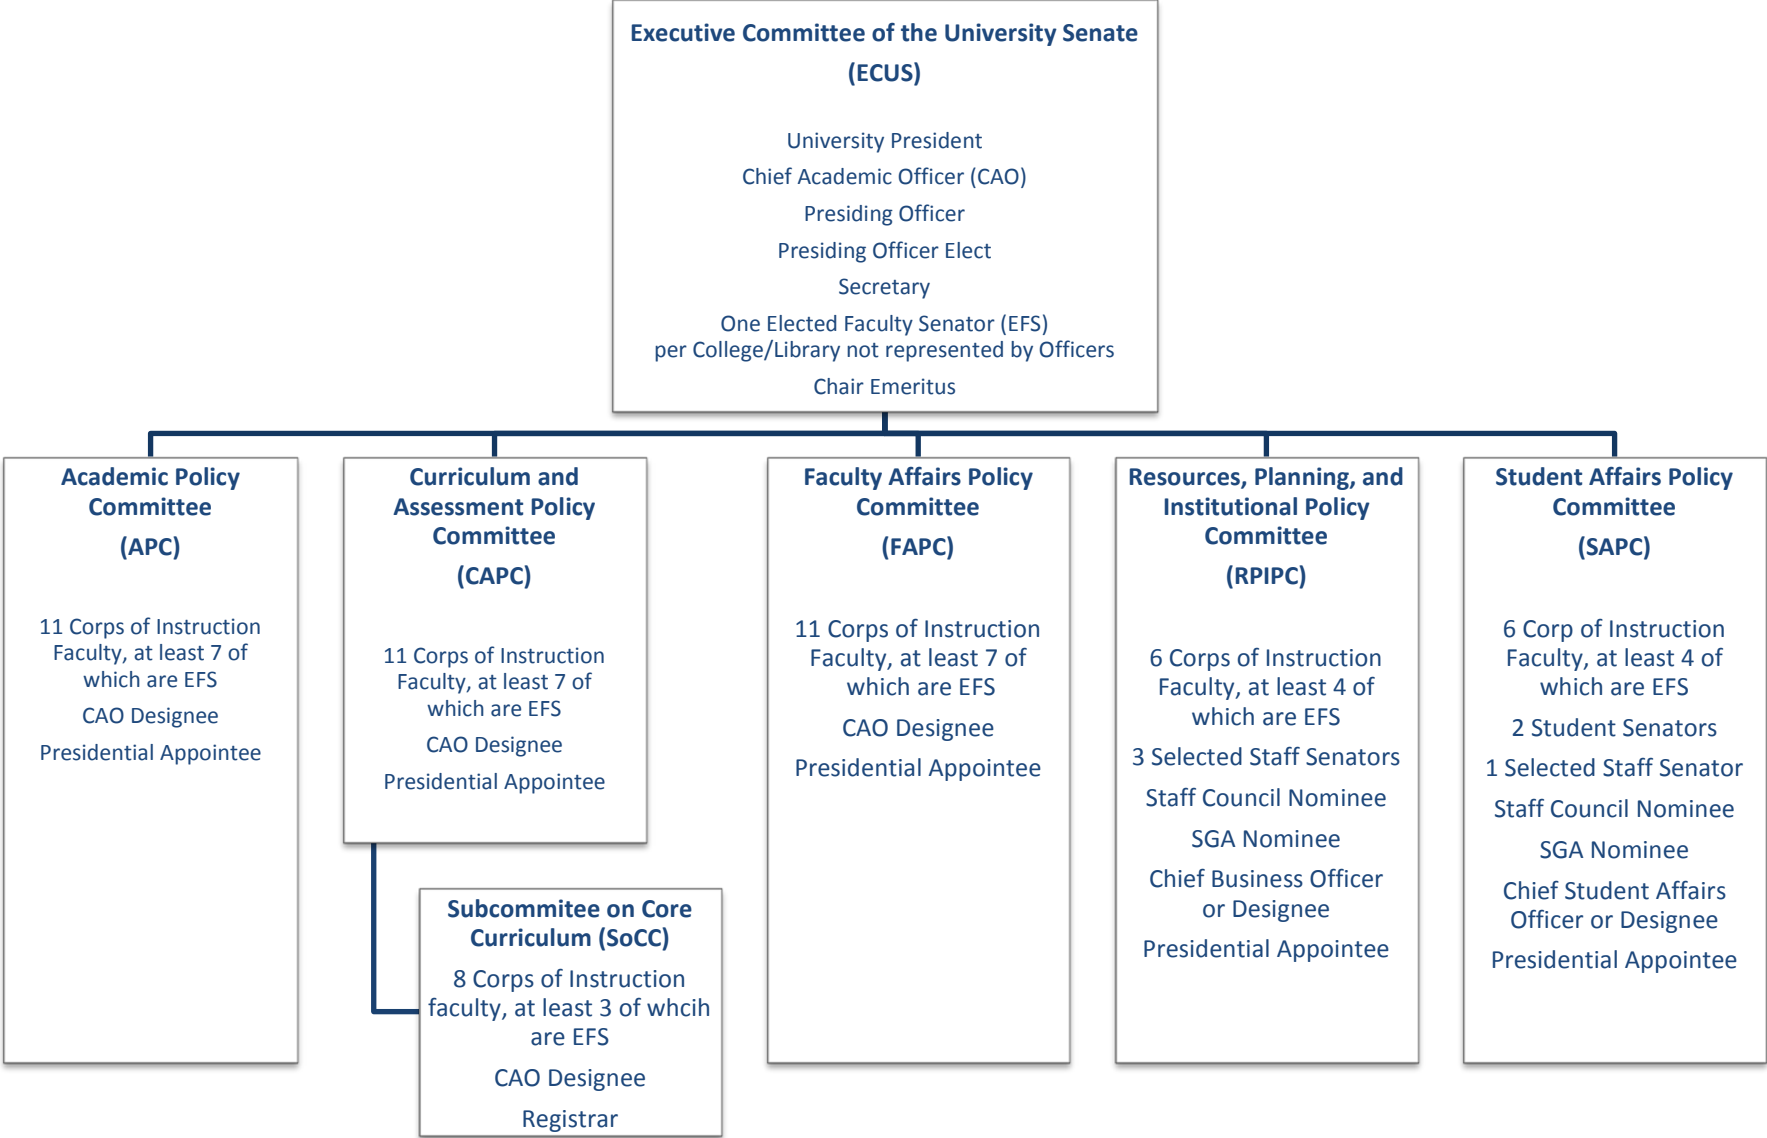 Executive Committee of the University Senate
(ECUS)
University President
Chief Academic Officer (CAO)
Presiding Officer
Presiding Officer Elect
Secretary
One Elected Faculty Senator (EFS)
per College/Library not represented by Officers
Chair Emeritus
Academic Policy
Committee
(APC)
11 Corps of Instruction
Faculty, at least 7 of
which are EFS
CAO Designee
Presidential Appointee
Curriculum and
Assessment Policy
Committee
(CAPC)
11 Corps of Instruction
Faculty, at least 7 of
which are EFS
CAO Designee
Presidential Appointee
Subcommitee on Core
Curriculum (SoCC)
8 Corps of Instruction
faculty, at least 3 of whcih
are EFS
CAO Designee
Registrar
Faculty Affairs Policy
Committee
(FAPC)
11 Corps of Instruction
Faculty, at least 7 of
which are EFS
CAO Designee
Presidential Appointee
Resources, Planning, and
Institutional Policy
Committee
(RPIPC)
6 Corps of Instruction
Faculty, at least 4 of
which are EFS
3 Selected Staff Senators
Staff Council Nominee
SGA Nominee
Chief Business Officer
or Designee
Presidential Appointee
Student Affairs Policy
Committee
(SAPC)
6 Corp of Instruction
Faculty, at least 4 of
which are EFS
2 Student Senators
1 Selected Staff Senator
Staff Council Nominee
SGA Nominee
Chief Student Affairs
Officer or Designee
Presidential Appointee